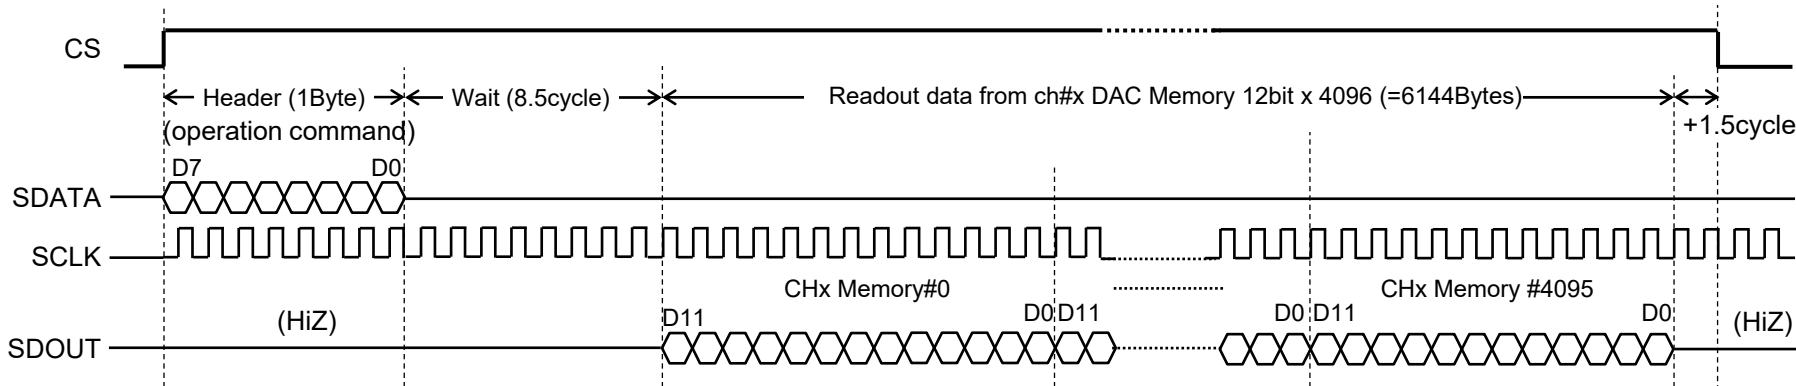 CS
Header (1Byte)
(operation command)
Wait (8.5cycle)
Readout data from ch#x DAC Memory 12bit x 4096 (=6144Bytes)
+1.5cycle
D7
D0
SDATA
SCLK
CHx Memory#0
CHx Memory #4095
(HiZ)
D11
D0
D11
D0
D11
D0
(HiZ)
SDOUT